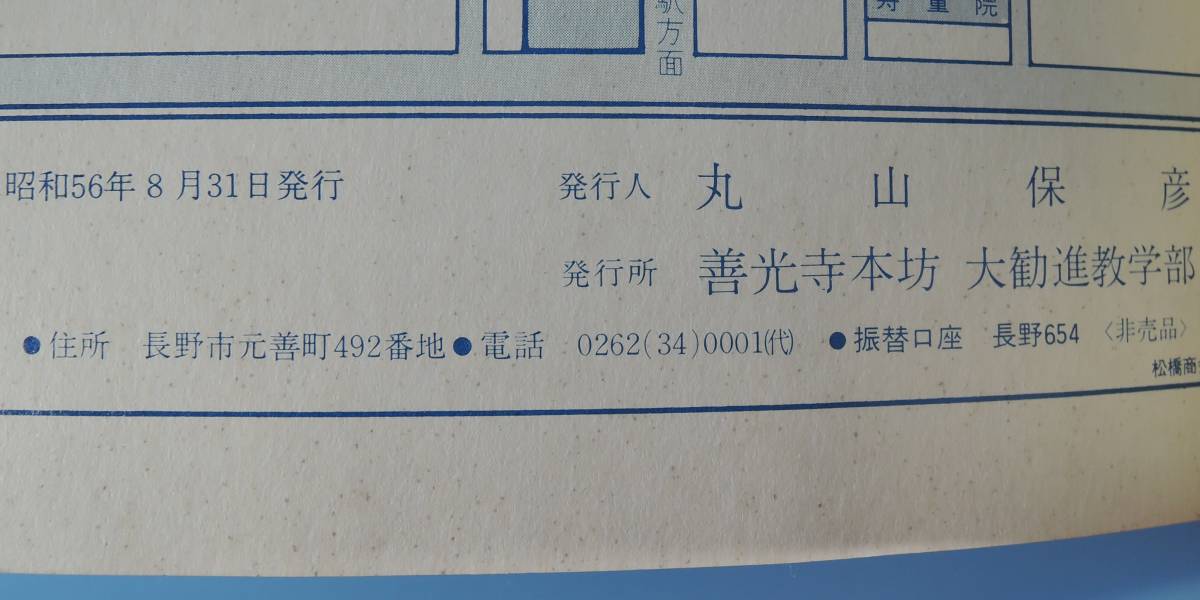 駅方面
寿量院
昭和56年8月31日発行
発行人 丸山保彦
発行所 善光寺本坊 大勧進教学部
●住所 長野市元善町492番地●電話 0262(34)0001㈹ ●振替口座 長野654 〈非売品〉
松橋商